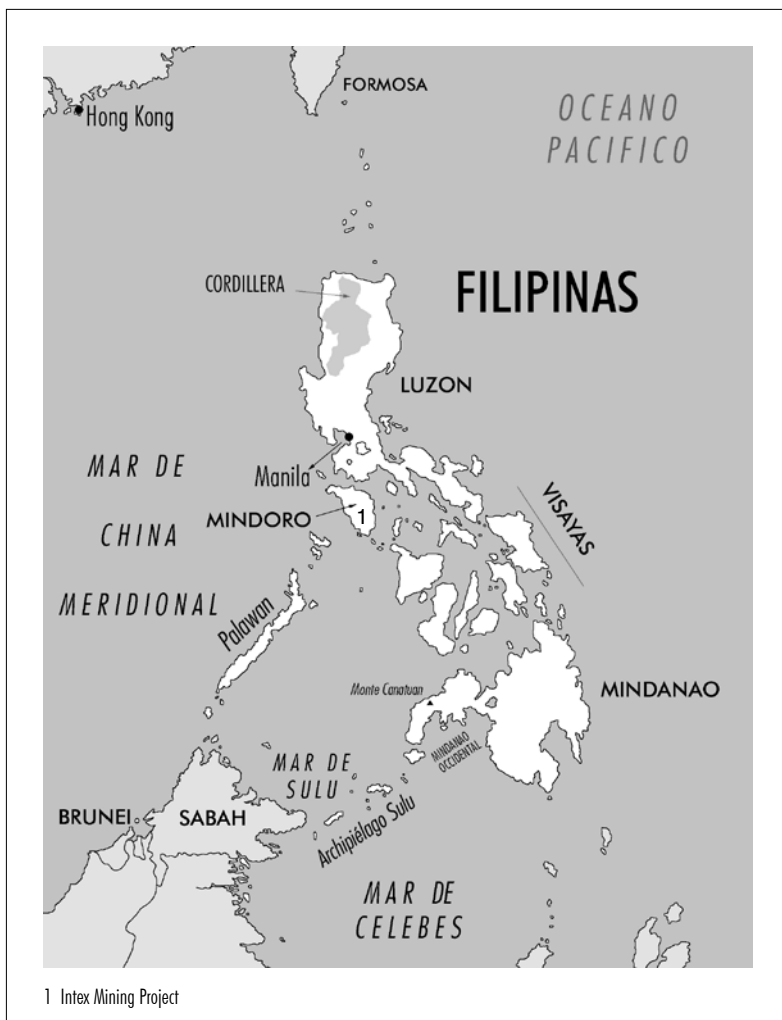 FORMOSA
Hong Kong
OCEANO
PACIFICO
CORDILLERA
FILIPINAS
LUZON
MAR DE
CHINA
MERIDIONAL
Manila
MINDORO
1
VISAYAS
Palawan
Monte Canatuan
MINDANAO
MINDANAO
OCCIDENTAL
MAR DE
SULU
BRUNEI
SABAH
Archipiélago Sulu
MAR DE
CELEBES
1 Intex Mining Project